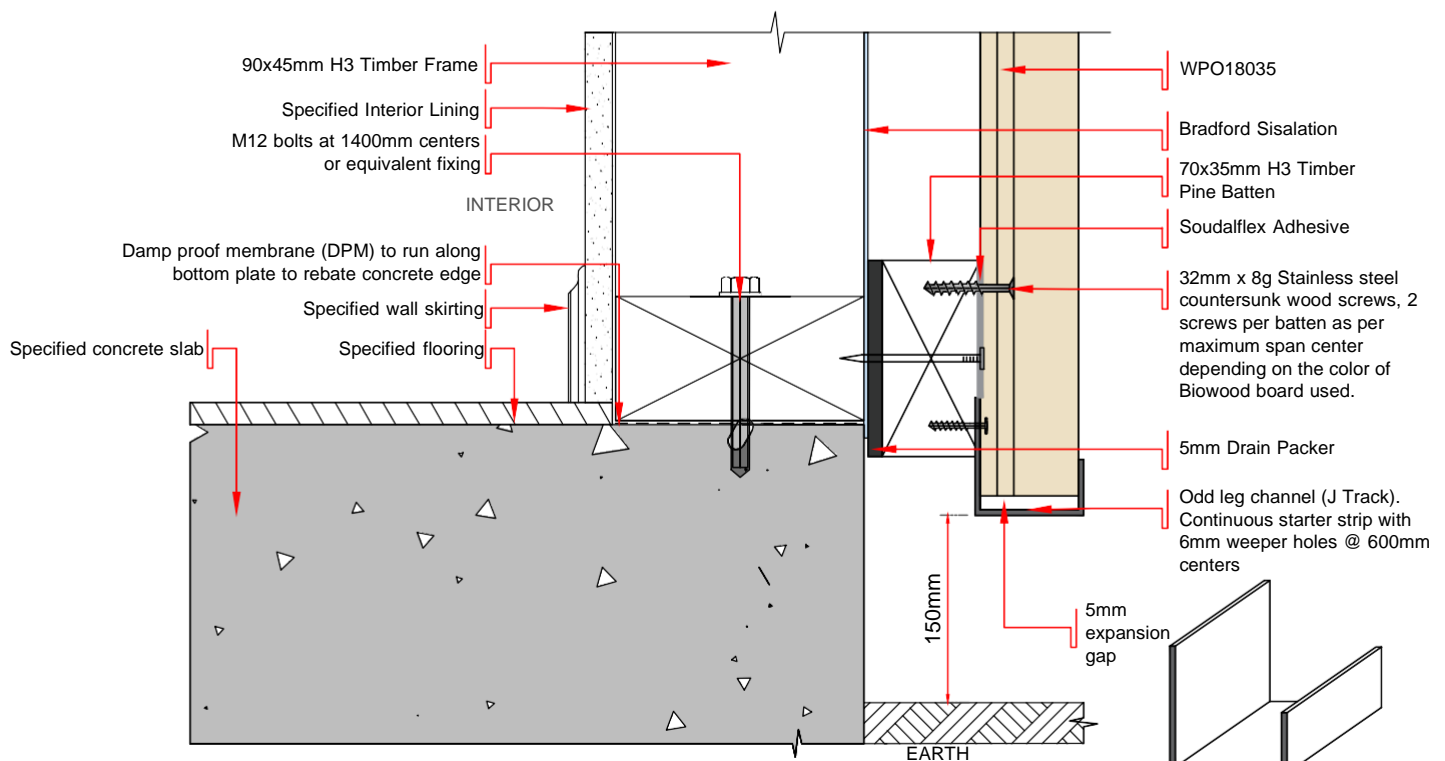 90x45mm H3 Timber Frame
Specified Interior Lining
M12 bolts at 1400mm centers
or equivalent fixing
INTERIOR
Damp proof membrane (DPM) to run along
bottom plate to rebate concrete edge
Specified wall skirting
Specified concrete slab
Specified flooring
WPO18035
Bradford Sisalation
70x35mm H3 Timber
Pine Batten
Soudalflex Adhesive
32mm x 8g Stainless steel
countersunk wood screws, 2
screws per batten as per
maximum span center
depending on the color of
Biowood board used.
5mm Drain Packer
Odd leg channel (J Track).
Continuous starter strip with
6mm weeper holes @ 600mm
centers
150mm
5mm
expansion
gap
EARTH